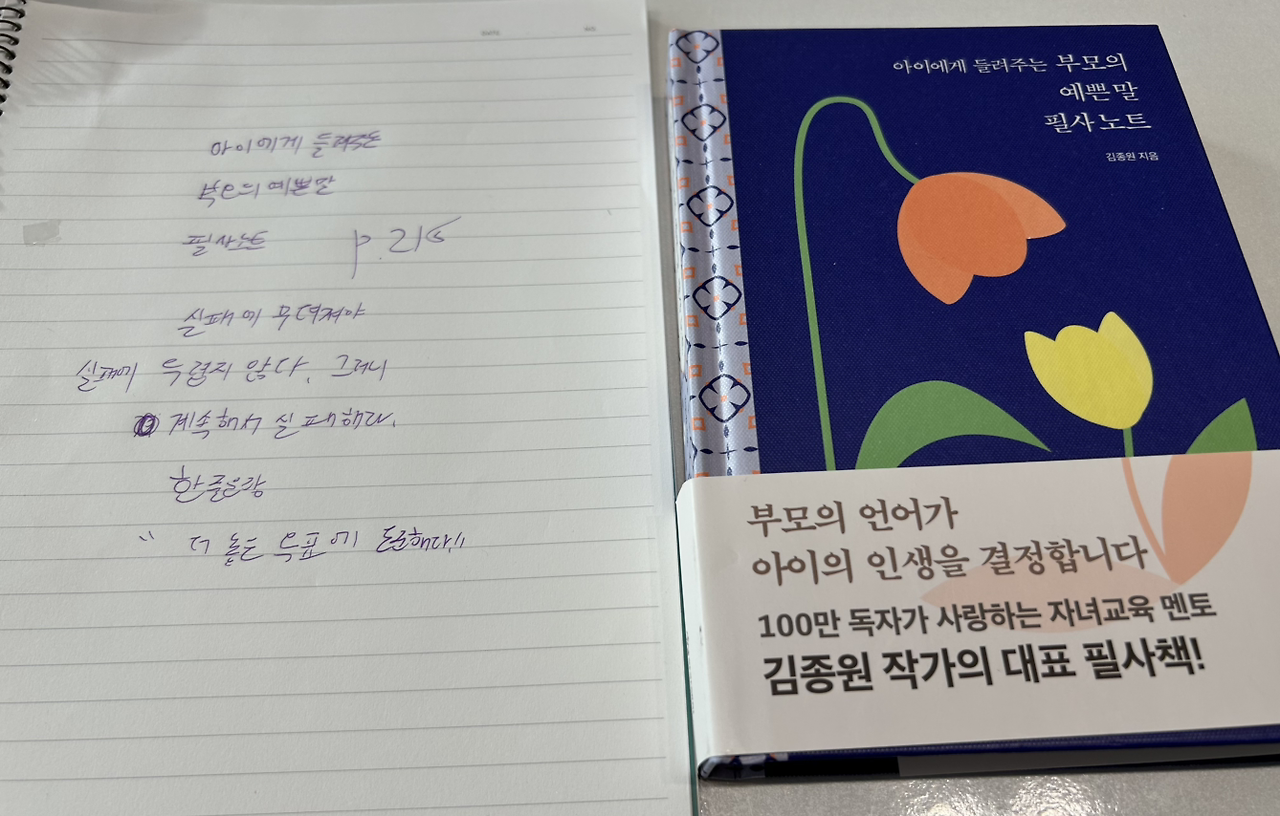 아이에게 들려주는
부모의 예쁜말
필사노트 p.216
실패에 무뎌져야
실패에 두렵지 않다. 그러니
계속해서 실패해라.
한줄요약
" 더 높은 목표에 도전해라!!
아이에게 들려주는 부모의
예쁜 말
필사 노트
김종원 지음
부모의 언어가
아이의 인생을 결정합니다
100만 독자가 사랑하는 자녀교육 멘토
김종원 작가의 대표 필사책!